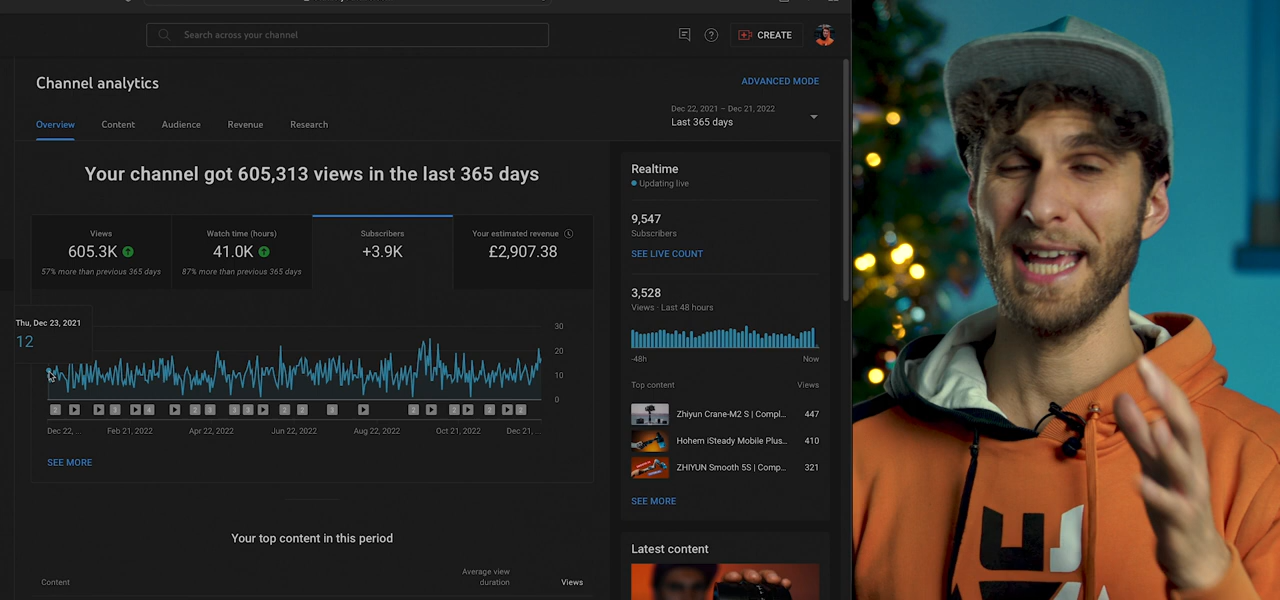 Search across your channel
CREATE
Channel analytics
ADVANCED MODE
Dec 22, 2021 – Dec 21, 2022
Last 365 days
Overview
Content
Audience
Revenue
Research
Your channel got 605,313 views in the last 365 days
Views
605.3K
57% more than previous 365 days
Watch time (hours)
41.0K
87% more than previous 365 days
Subscribers
+3.9K
Your estimated revenue
£2,907.38
Thu, Dec 23, 2021
12
30
20
10
0
Dec 22, ...
Feb 21, 2022
Apr 22, 2022
Jun 22, 2022
Aug 22, 2022
Oct 21, 2022
Dec 21, ...
SEE MORE
Your top content in this period
Content
Average view
duration
Views
Realtime
Updating live
9,547
Subscribers
SEE LIVE COUNT
3,528
Views · Last 48 hours
-48h
Now
Top content
Views
Zhiyun Crane-M2 S | Compl...
447
Hohem iSteady Mobile Plus...
410
ZHIYUN Smooth 5S | Comp...
321
SEE MORE
Latest content